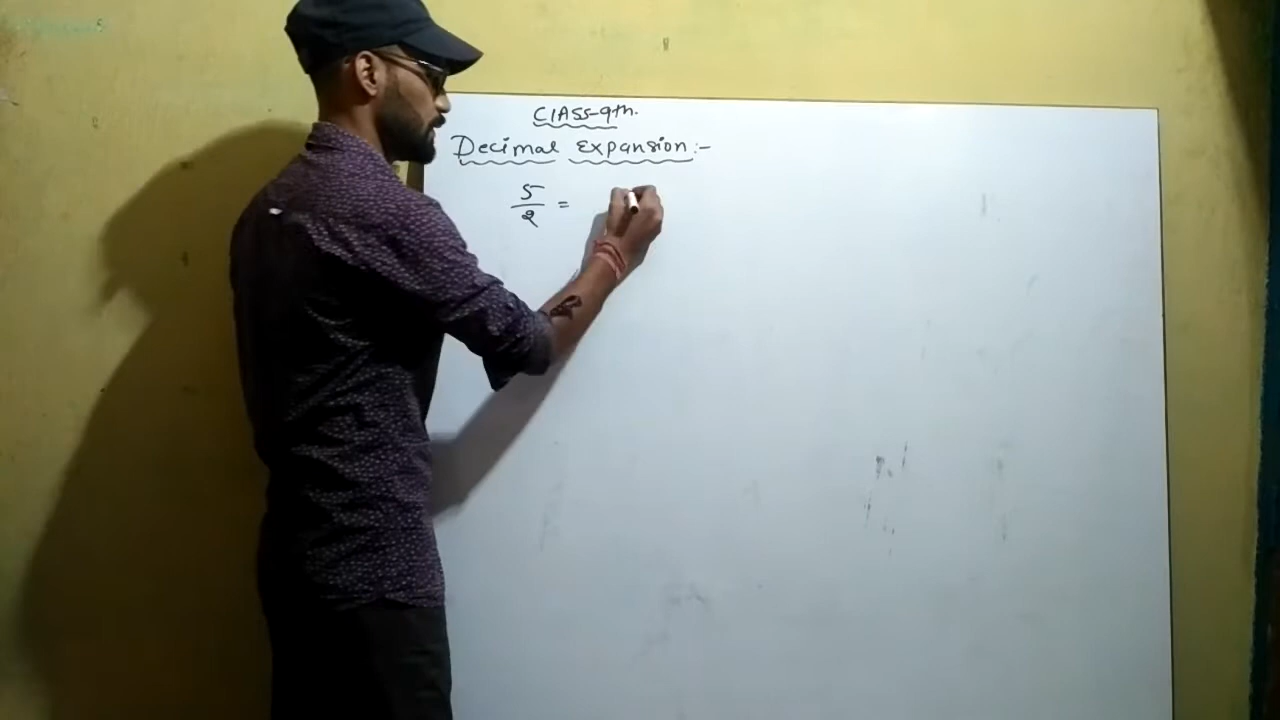 CLASS-9th.
Decimal Expansion:-
5/2 =